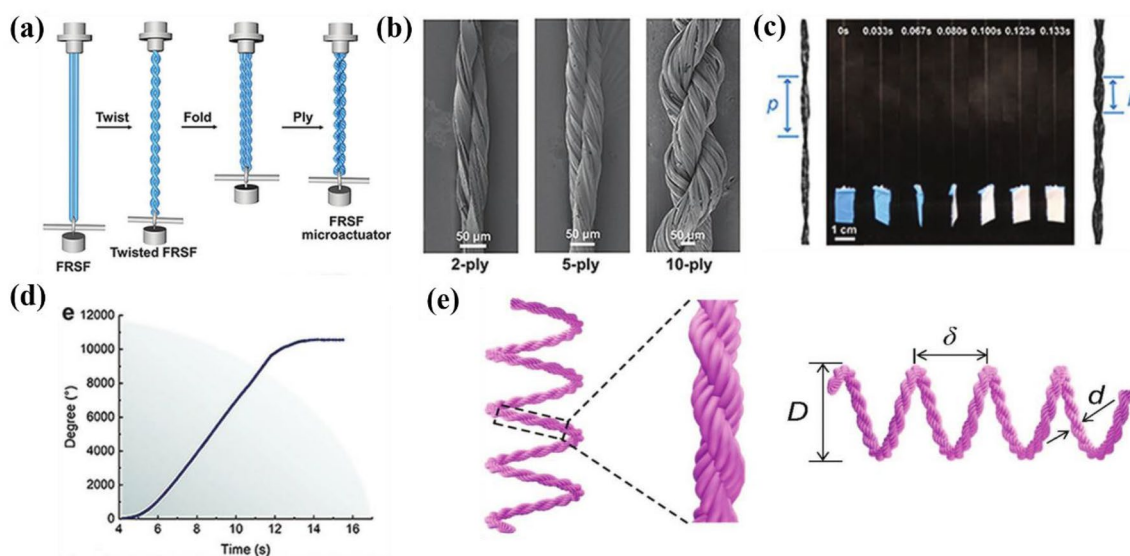 (a)
Twist
Fold
Ply
FRSF
Twisted FRSF
FRSF
microactuator
(b)
50 µm
50 µm
50 µm
2-ply
5-ply
10-ply
(c)
0s
0.033s
0.067s
0.080s
0.100s
0.123s
0.133s
p
1 cm
(d)
e
Degree (°)
12000
10000
8000
6000
4000
2000
0
4
6
8
10
12
14
16
Time (s)
(e)
δ
D
d